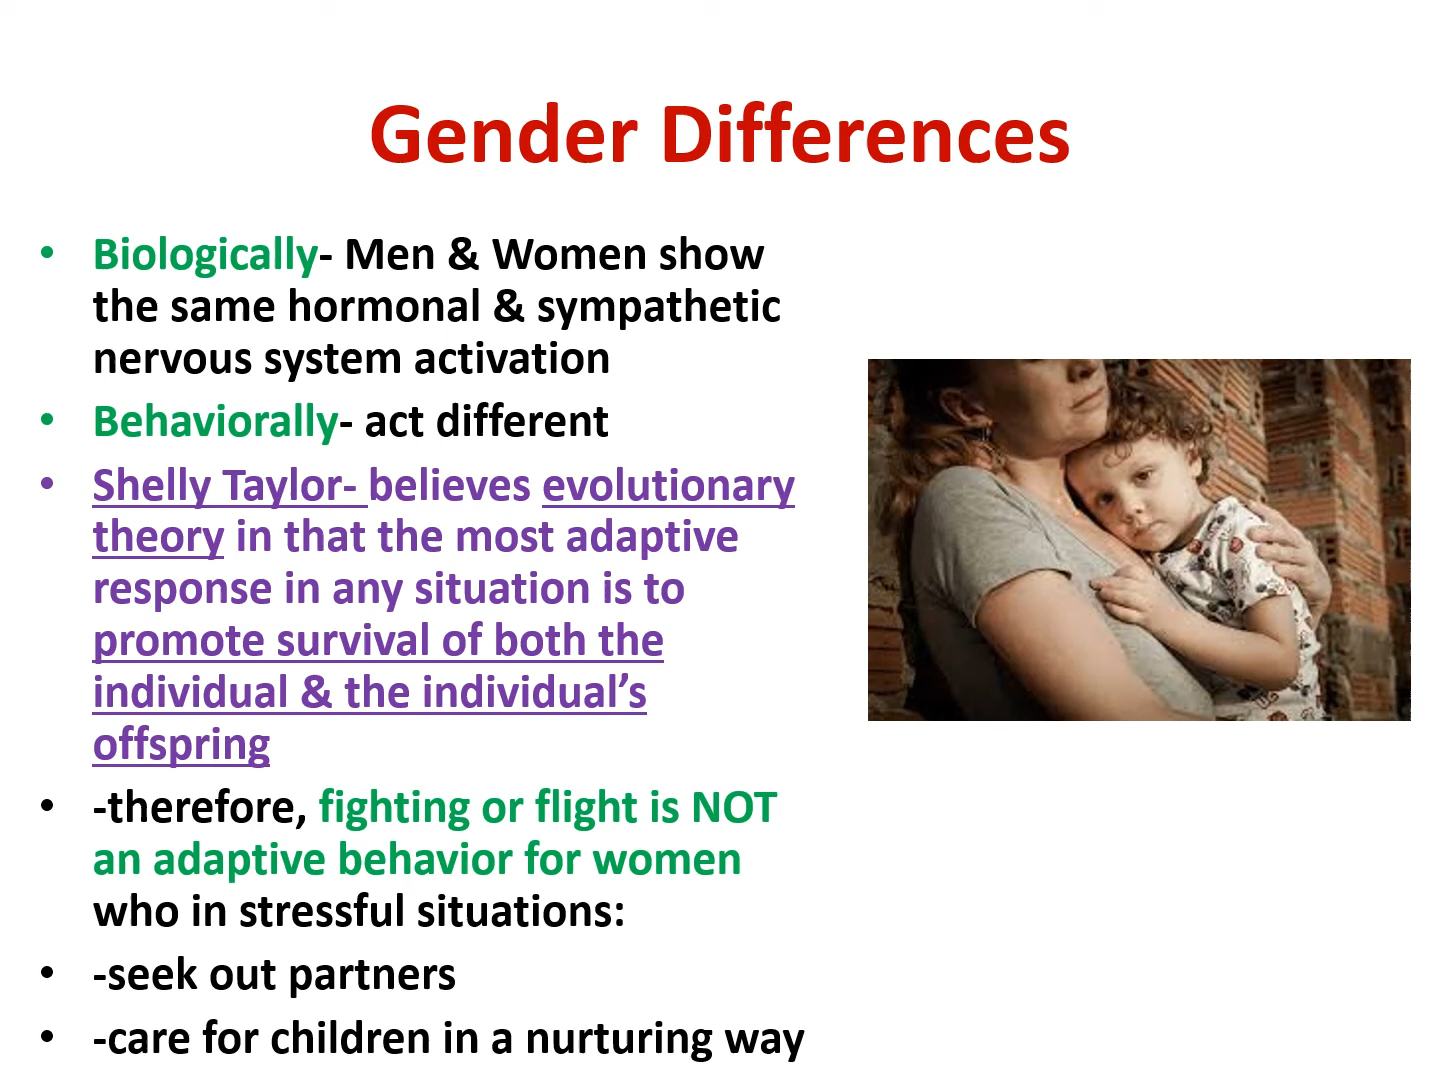 Gender Differences
• Biologically- Men & Women show
the same hormonal & sympathetic
nervous system activation
• Behaviorally- act different
• Shelly Taylor- believes evolutionary
theory in that the most adaptive
response in any situation is to
promote survival of both the
individual & the individual’s
offspring
• -therefore, fighting or flight is NOT
an adaptive behavior for women
who in stressful situations:
• -seek out partners
• -care for children in a nurturing way